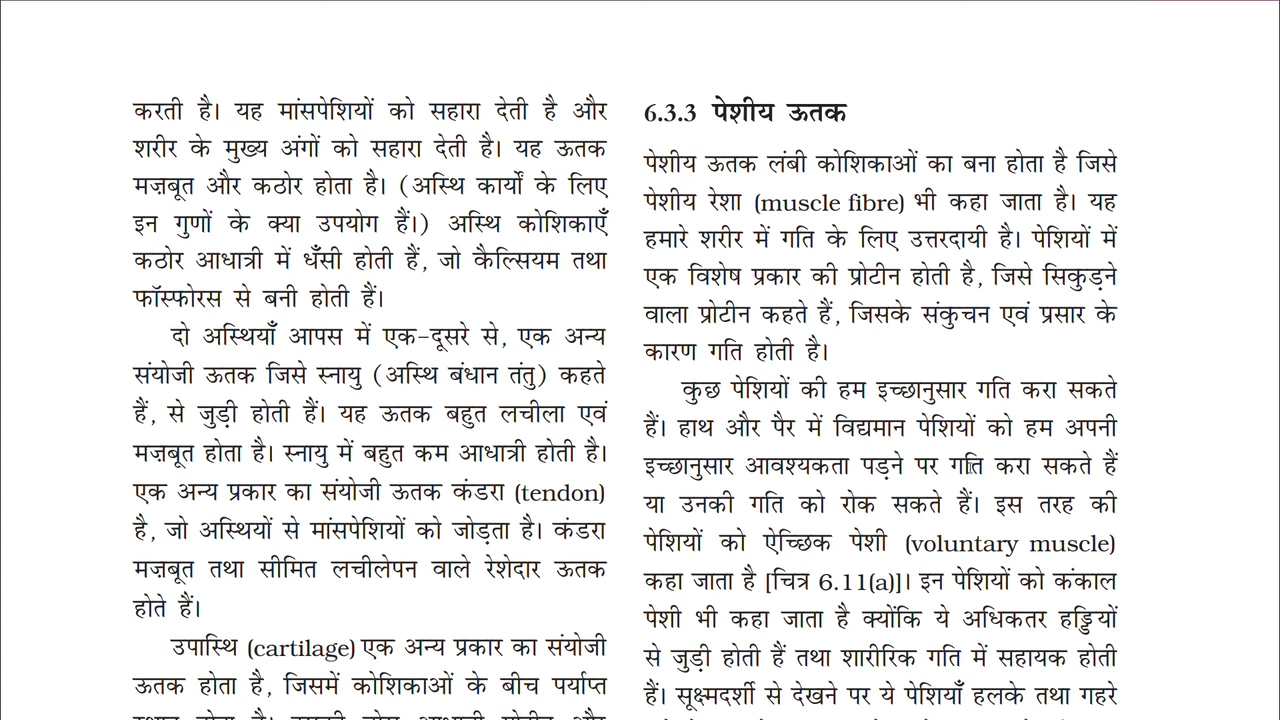 करती है। यह मांसपेशियों को सहारा देती है और
शरीर के मुख्य अंगों को सहारा देती है। यह ऊतक
मज़बूत और कठोर होता है। (अस्थि कार्यों के लिए
इन गुणों के क्या उपयोग हैं।) अस्थि कोशिकाएँ
कठोर आधात्री में धँसी होती हैं, जो कैल्सियम तथा
फॉस्फोरस से बनी होती हैं।
दो अस्थियाँ आपस में एक-दूसरे से, एक अन्य
संयोजी ऊतक जिसे स्नायु (अस्थि बंधान तंतु) कहते
हैं, से जुड़ी होती हैं। यह ऊतक बहुत लचीला एवं
मज़बूत होता है। स्नायु में बहुत कम आधात्री होती है।
एक अन्य प्रकार का संयोजी ऊतक कंडरा (tendon)
है, जो अस्थियों से मांसपेशियों को जोड़ता है। कंडरा
मज़बूत तथा सीमित लचीलेपन वाले रेशेदार ऊतक
होते हैं।
उपास्थि (cartilage) एक अन्य प्रकार का संयोजी
ऊतक होता है, जिसमें कोशिकाओं के बीच पर्याप्त
6.3.3 पेशीय ऊतक
पेशीय ऊतक लंबी कोशिकाओं का बना होता है जिसे
पेशीय रेशा (muscle fibre) भी कहा जाता है। यह
हमारे शरीर में गति के लिए उत्तरदायी है। पेशियों में
एक विशेष प्रकार की प्रोटीन होती है, जिसे सिकुड़ने
वाला प्रोटीन कहते हैं, जिसके संकुचन एवं प्रसार के
कारण गति होती है।
कुछ पेशियों की हम इच्छानुसार गति करा सकते
हैं। हाथ और पैर में विद्यमान पेशियों को हम अपनी
इच्छानुसार आवश्यकता पड़ने पर गति करा सकते हैं
या उनकी गति को रोक सकते हैं। इस तरह की
पेशियों को ऐच्छिक पेशी (voluntary muscle)
कहा जाता है [चित्र 6.11(a)]। इन पेशियों को कंकाल
पेशी भी कहा जाता है क्योंकि ये अधिकतर हड्डियों
से जुड़ी होती हैं तथा शारीरिक गति में सहायक होती
हैं। सूक्ष्मदर्शी से देखने पर ये पेशियाँ हलके तथा गहरे